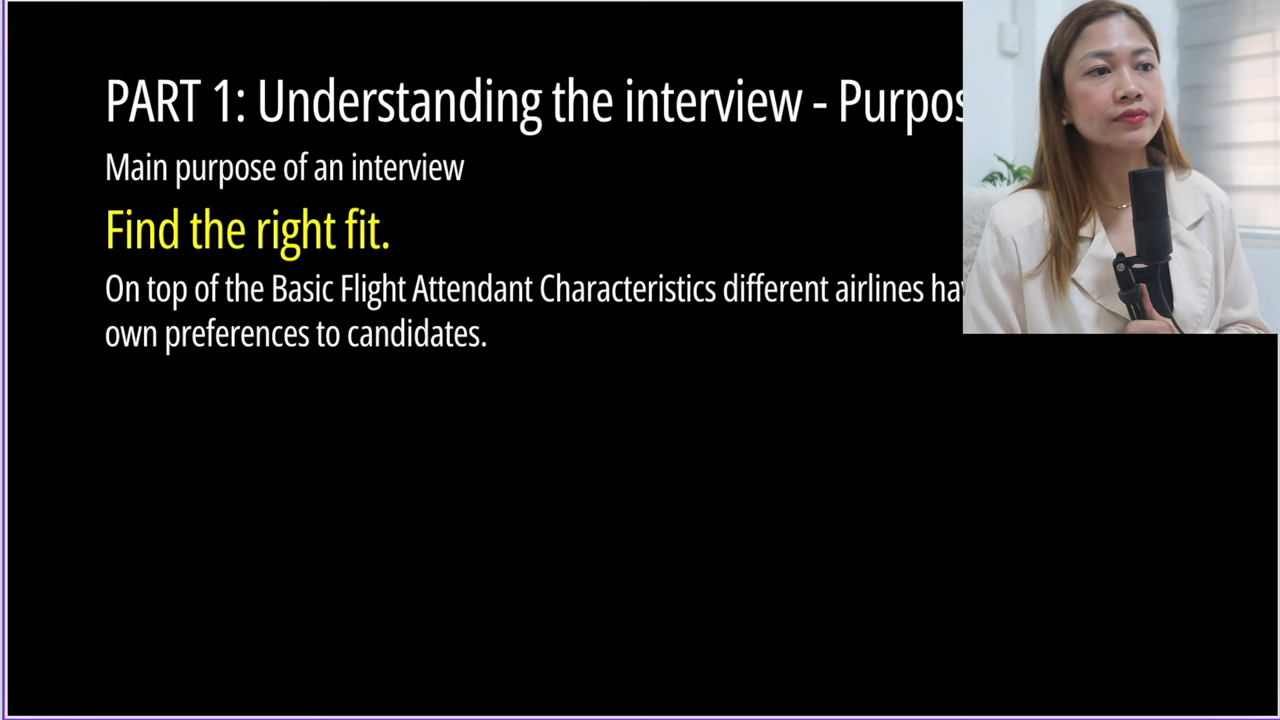 PART 1: Understanding the interview - Purpos
Main purpose of an interview
Find the right fit.
On top of the Basic Flight Attendant Characteristics different airlines hav
own preferences to candidates.